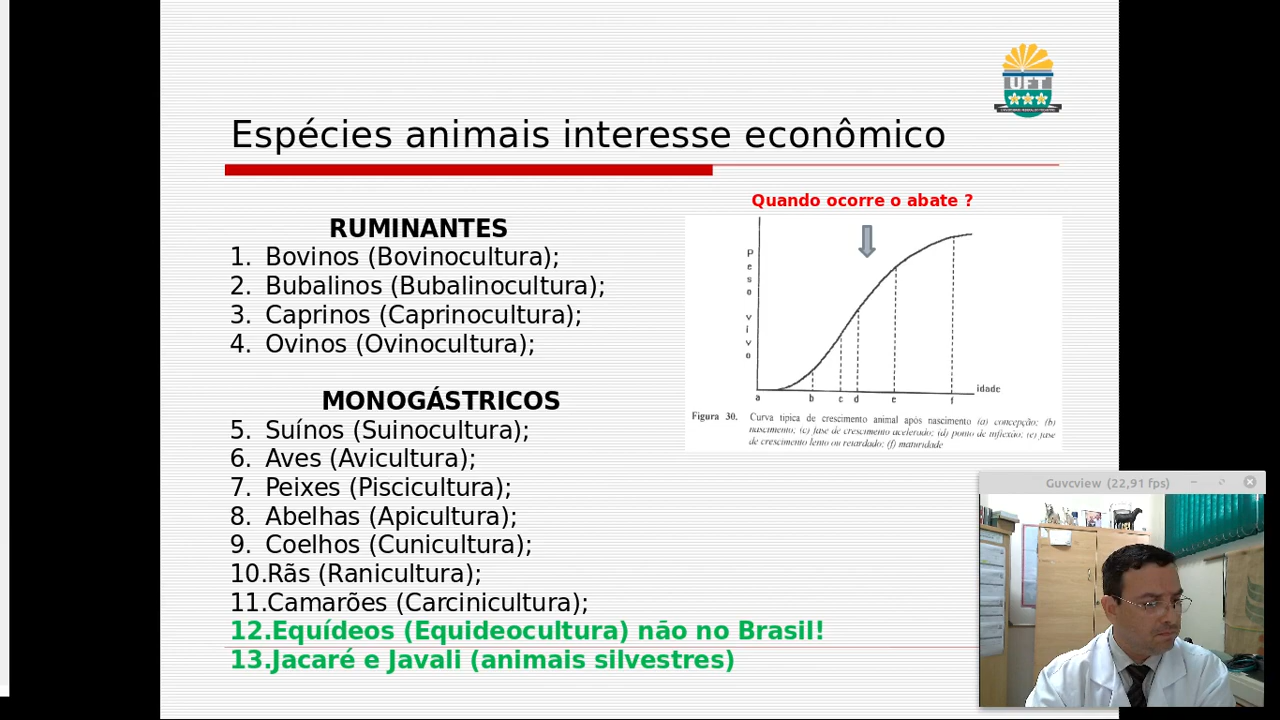 UFT
Espécies animais interesse econômico
Quando ocorre o abate ?
RUMINANTES
1. Bovinos (Bovinocultura);
2. Bubalinos (Bubalinocultura);
3. Caprinos (Caprinocultura);
4. Ovinos (Ovinocultura);
MONOGÁSTRICOS
5. Suínos (Suinocultura);
6. Aves (Avicultura);
7. Peixes (Piscicultura);
8. Abelhas (Apicultura);
9. Coelhos (Cunicultura);
10.Rãs (Ranicultura);
11.Camarões (Carcinicultura);
12.Equídeos (Equideocultura) não no Brasil!
13.Jacaré e Javali (animais silvestres)
Peso vivo
idade
a b c d e f
Figura 30. Curva tipica de crescimento animal após nascimento (a) concepção; (b)
nascimento; (c) fase de crescimento acelerado; (d) ponto de inflexão; (e) fase
de crescimento lento ou retardado; (f) maturidade
Guvcview (22,91 fps)